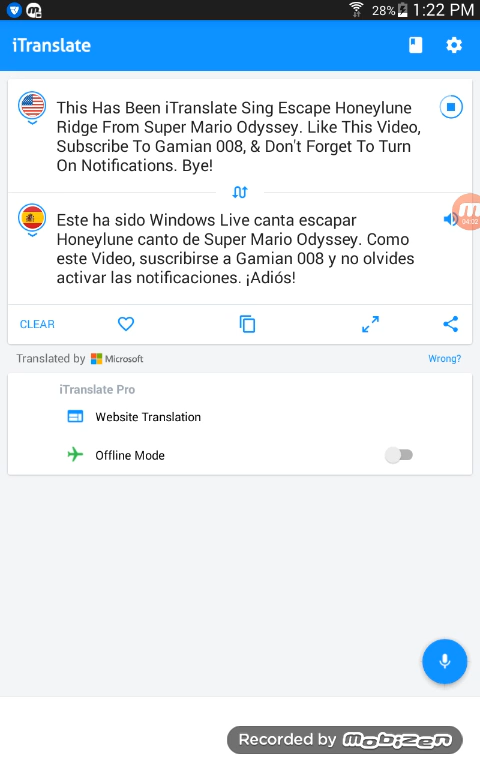 28% 1:22 PM
iTranslate
This Has Been iTranslate Sing Escape Honeylune
Ridge From Super Mario Odyssey. Like This Video,
Subscribe To Gamian 008, & Don't Forget To Turn
On Notifications. Bye!
Este ha sido Windows Live canta escapar
Honeylune canto de Super Mario Odyssey. Como
este Video, suscribirse a Gamian 008 y no olvides
activar las notificaciones. ¡Adiós!
CLEAR
Translated by Microsoft
Wrong?
iTranslate Pro
Website Translation
Offline Mode
Recorded by Mobizen